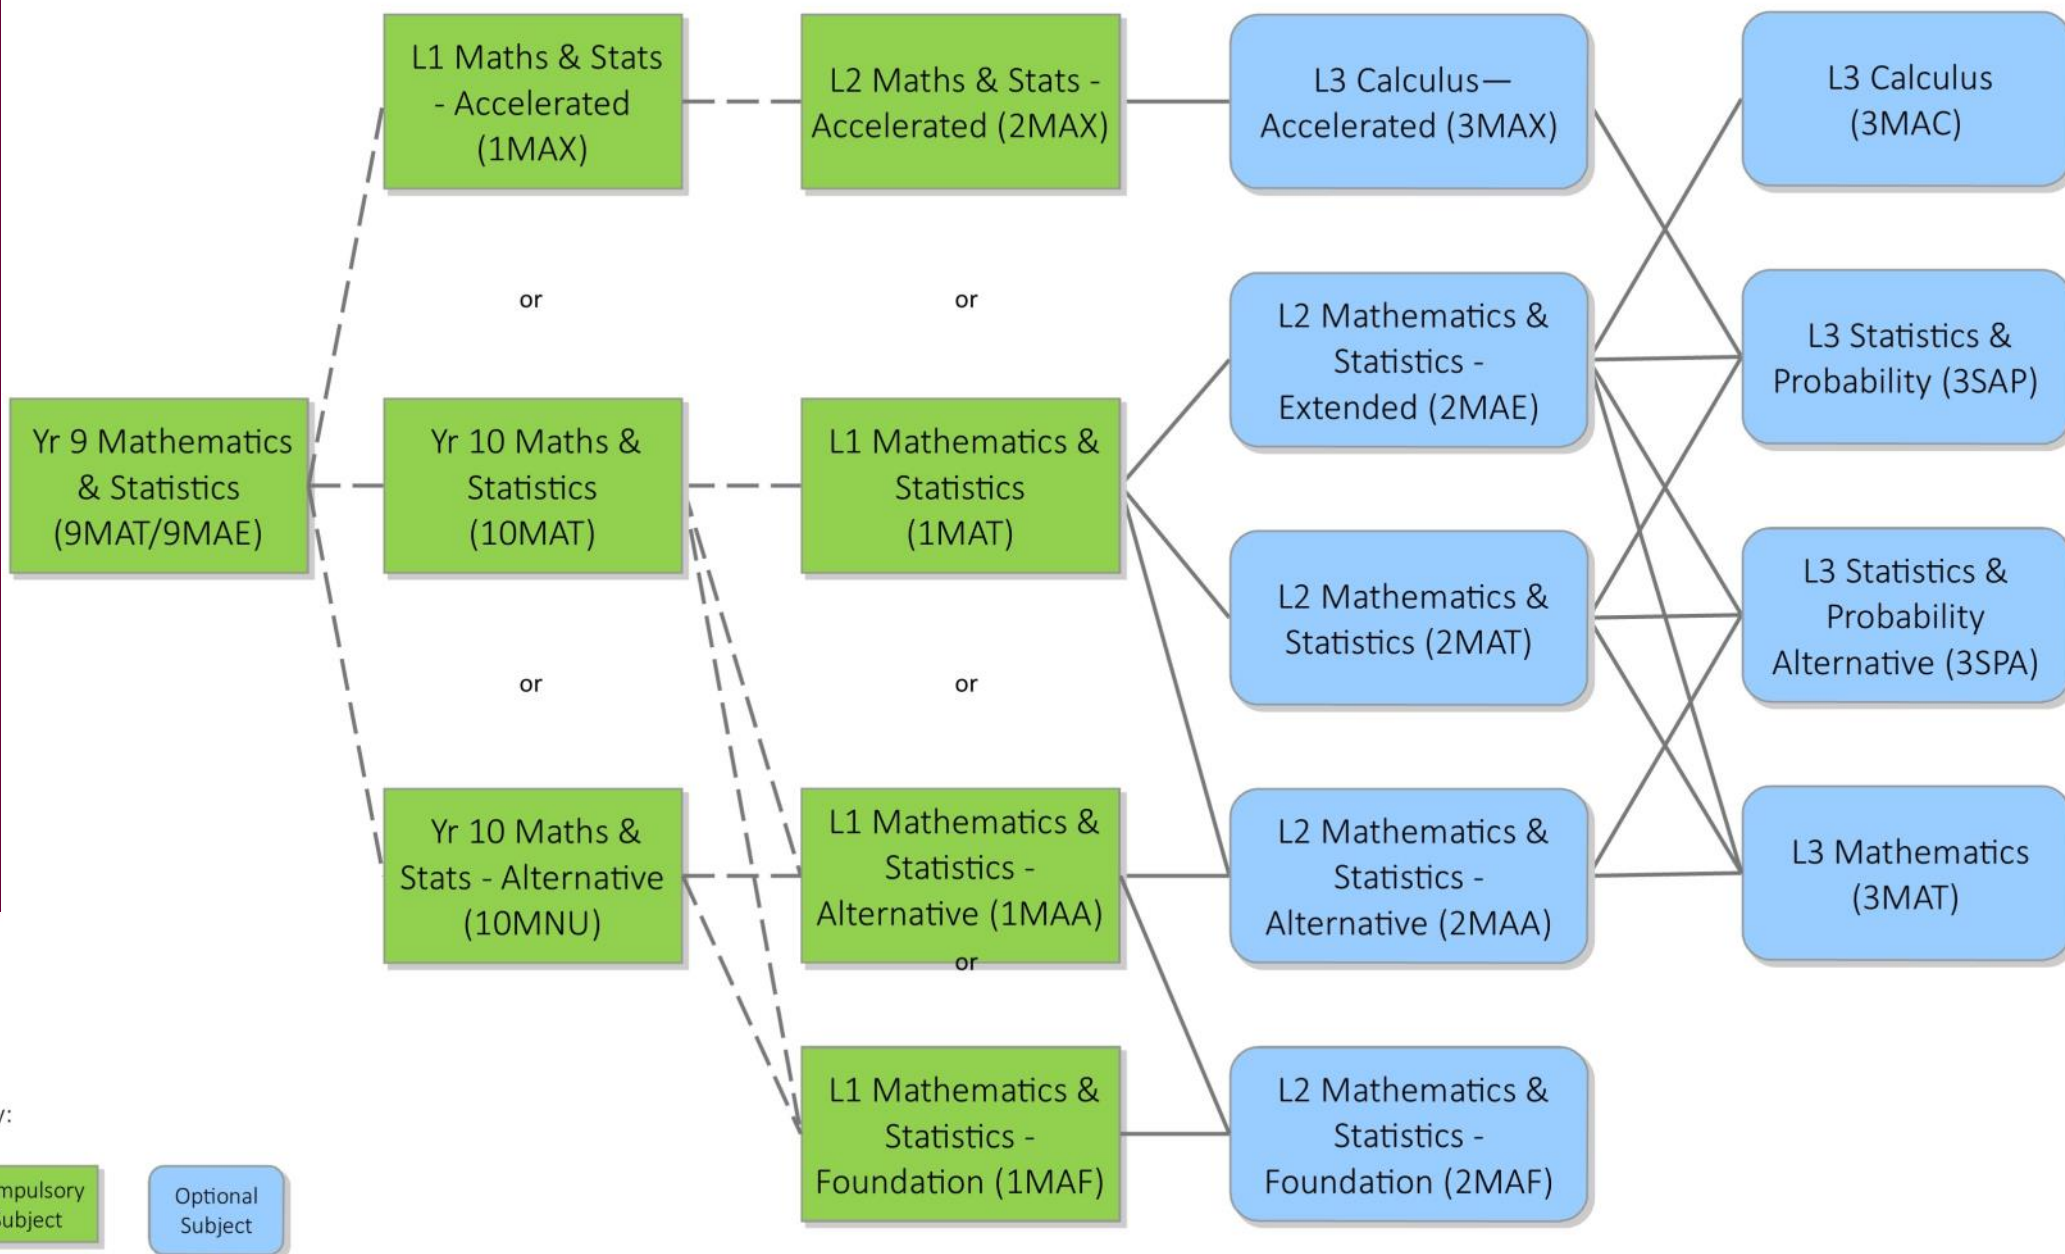 L1 Maths & Stats
- Accelerated
(1MAX)
L2 Maths & Stats -
Accelerated (2MAX)
L3 Calculus—
Accelerated (3MAX)
L3 Calculus
(3MAC)
or
or
L2 Mathematics &
Statistics -
Extended (2MAE)
L3 Statistics &
Probability (3SAP)
Yr 9 Mathematics
& Statistics
(9MAT/9MAE)
Yr 10 Maths &
Statistics
(10MAT)
L1 Mathematics &
Statistics
(1MAT)
L2 Mathematics &
Statistics (2MAT)
L3 Statistics &
Probability
Alternative (3SPA)
or
or
Yr 10 Maths &
Stats - Alternative
(10MNU)
L1 Mathematics &
Statistics -
Alternative (1MAA)
or
L2 Mathematics &
Statistics -
Alternative (2MAA)
L3 Mathematics
(3MAT)
L1 Mathematics &
Statistics -
Foundation (1MAF)
L2 Mathematics &
Statistics -
Foundation (2MAF)
y:
mpulsory
ubject
Optional
Subject